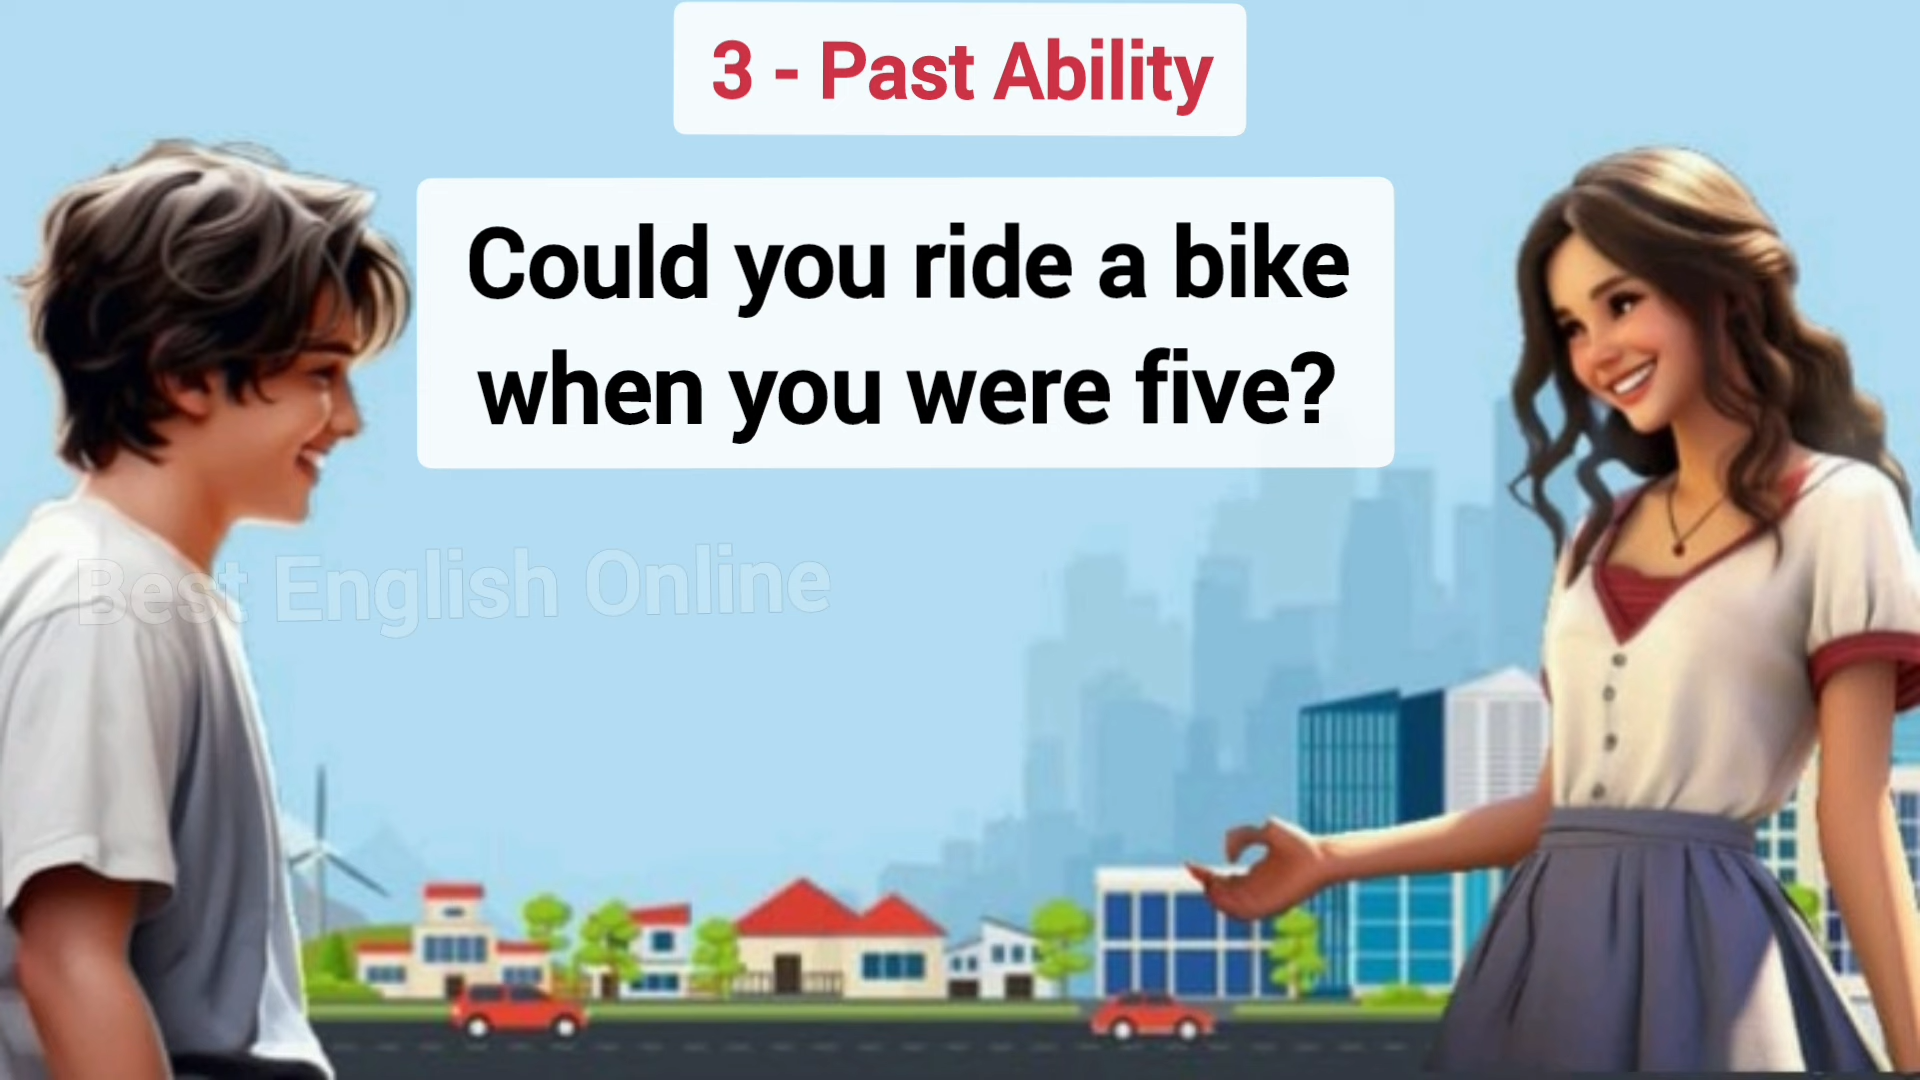 3 - Past Ability
Could you ride a bike
when you were five?
Best English Online